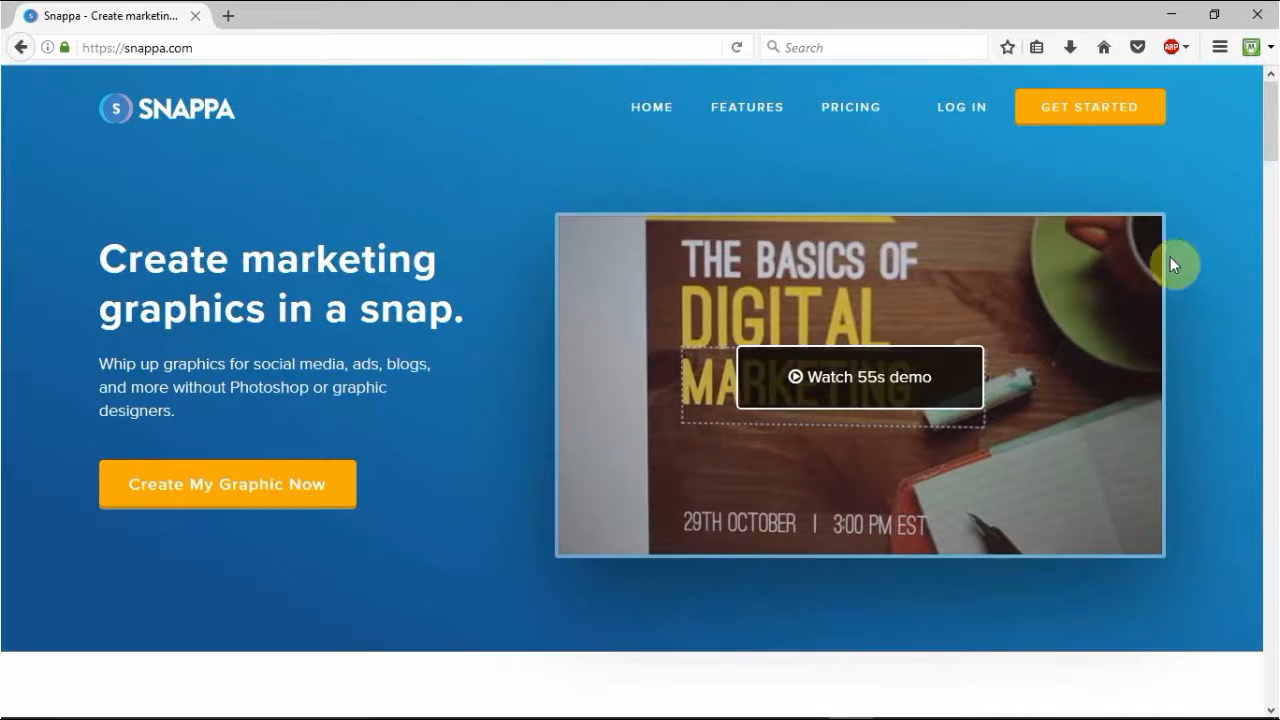 Snappa - Create marketin...
https://snappa.com
Search
ABP
S SNAPPA
HOME FEATURES PRICING LOG IN GET STARTED
Create marketing
graphics in a snap.
Whip up graphics for social media, ads, blogs,
and more without Photoshop or graphic
designers.
Create My Graphic Now
THE BASICS OF
DIGITAL
MARKETING
Watch 55s demo
29TH OCTOBER | 3:00 PM EST